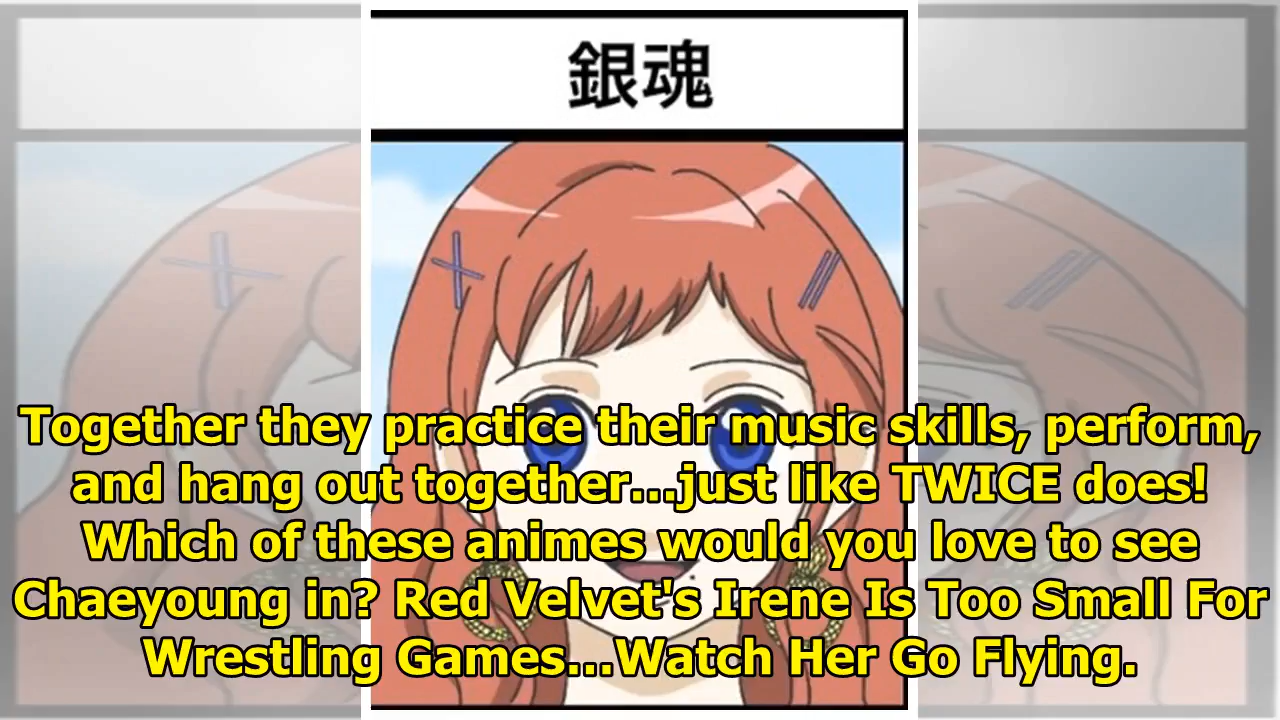 銀魂
Together they practice their music skills, perform,
and hang out together...just like TWICE does!
Which of these animes would you love to see
Chaeyoung in? Red Velvet's Irene Is Too Small For
Wrestling Games...Watch Her Go Flying.